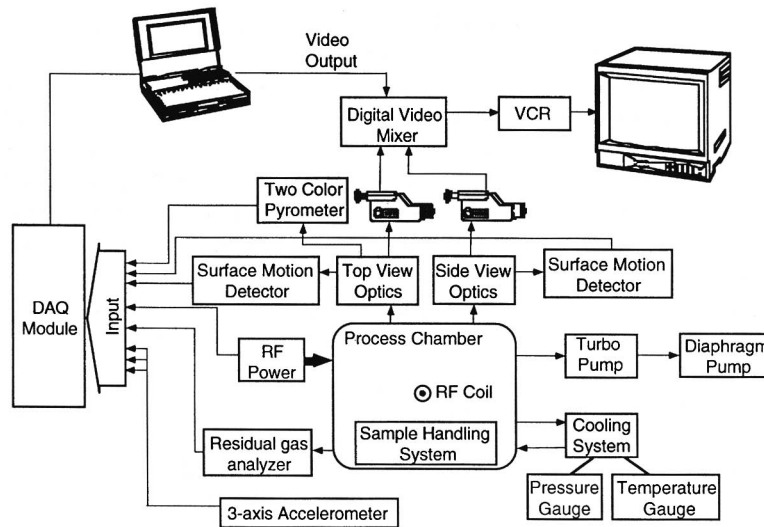 Video
Output
Digital Video
Mixer
VCR
Two Color
Pyrometer
Surface Motion
Detector
Top View
Optics
Side View
Optics
Surface Motion
Detector
DAQ
Module
Input
RF
Power
Process Chamber
RF Coil
Sample Handling
System
Turbo
Pump
Diaphragm
Pump
Residual gas
analyzer
Cooling
System
Pressure
Gauge
Temperature
Gauge
3-axis Accelerometer